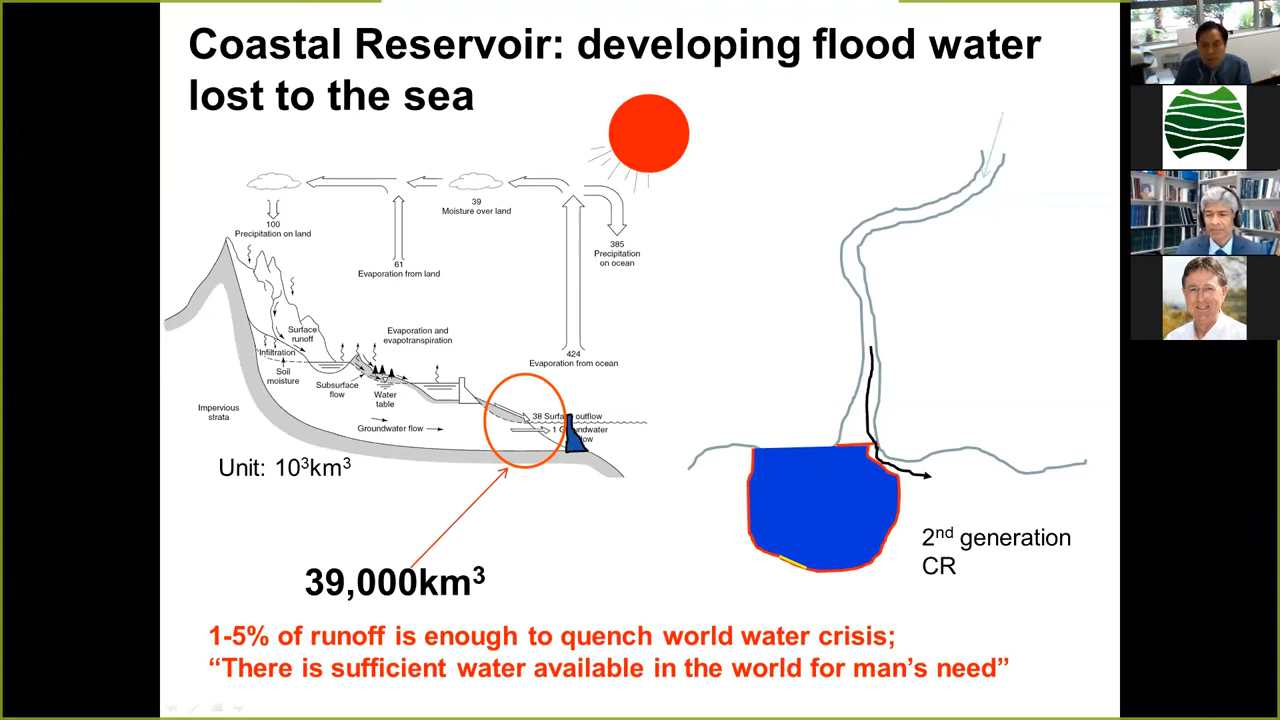 Coastal Reservoir: developing flood water
lost to the sea
39
Moisture over land
100
Precipitation on land
385
Precipitation
on ocean
61
Evaporation from land
Surface
runoff
Evaporation and
evapotranspiration
Infiltration
424
Evaporation from ocean
Soil
moisture
Subsurface
flow
Water
table
Impervious
strata
38 Surf outflow
Groundwater flow
1 G undwater
low
Unit: 10³km³
2nd generation
CR
39,000km³
1-5% of runoff is enough to quench world water crisis;
“There is sufficient water available in the world for man’s need”